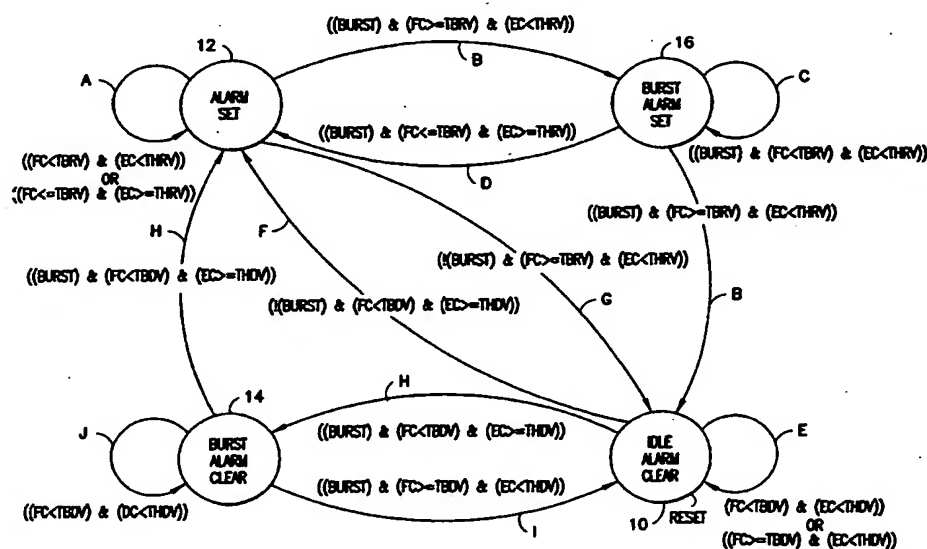 ((BURST) & (FC>=TBRV) & (EC<THRV))
12
B
16
A
C
ALARM
SET
BURST
ALARM
SET
((BURST) & (FC<=TBRV) & (EC>=THRV))
D
((FC<TBRV) & (EC<THRV))
OR
((FC<=TBRV) & (EC>=THRV))
((BURST) & (FC<TBRV) & (EC<THRV))
((BURST) & (FC>=TBRV) & (EC<THRV))
H
F
(!(BURST) & (FC>=TBRV) & (EC<THRV))
((BURST) & (FC<TBDV) & (EC>=THDV))
(!(BURST) & (FC<TBDV) & (EC>=THDV))
G
B
14
H
J
E
BURST
ALARM
CLEAR
((BURST) & (FC<TBDV) & (EC>=THDV))
IDLE
ALARM
CLEAR
((BURST) & (FC>=TBDV) & (EC<THDV))
((FC<TBDV) & (DC<THDV))
I
10
RESET
(FC<TBDV) & (EC<THDV))
OR
((FC>=TBDV) & (EC<THDV))